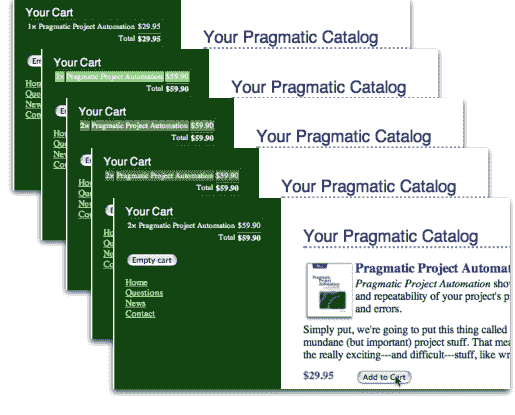 Your Cart
1× Pragmatic Project Automation $29.95
Total $29.95
Your Pragmatic Catalog
Empty
Home
Ques
News
Cont
Your Cart
2× Pragmatic Project Automation $59.90
Total $59.90
Your Pragmatic Catalog
Your Cart
2× Pragmatic Project Automation $59.90
Total $59.90
Your Pragmatic Catalog
Your Cart
2× Pragmatic Project Automation $59.90
Total $59.90
Your Pragmatic Catalog
Your Cart
2× Pragmatic Project Automation $59.90
Total $59.90
Empty cart
Home
Questions
News
Contact
Your Pragmatic Catalog
Pragmatic Project Automat
Pragmatic Project Automation sho
and repeatability of your project's p
and errors.
Simply put, we're going to put this thing called
mundane (but important) project stuff. That mea
the really exciting---and difficult---stuff, like wr
$29.95
Add to Cart